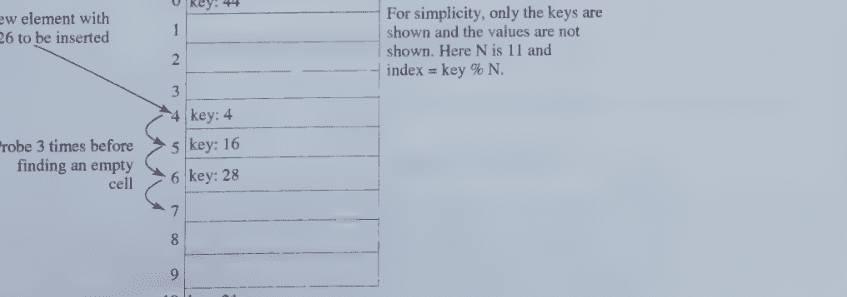 0 key: 44
ew element with
26 to be inserted
1
2
3
4 key: 4
5 key: 16
6 key: 28
7
8
9
Probe 3 times before
finding an empty
cell
For simplicity, only the keys are
shown and the values are not
shown. Here N is 11 and
index = key % N.